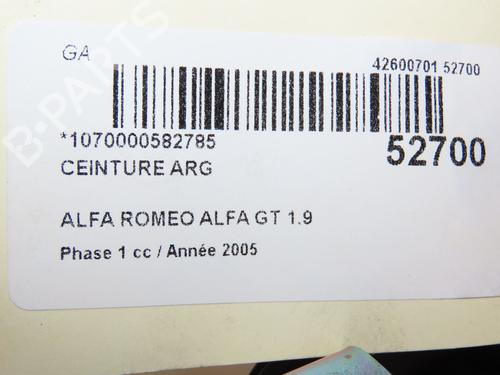 GA
42600701 52700
*1070000582785
52700
CEINTURE ARG
ALFA ROMEO ALFA GT 1.9
Phase 1 cc / Année 2005
B-PARTS